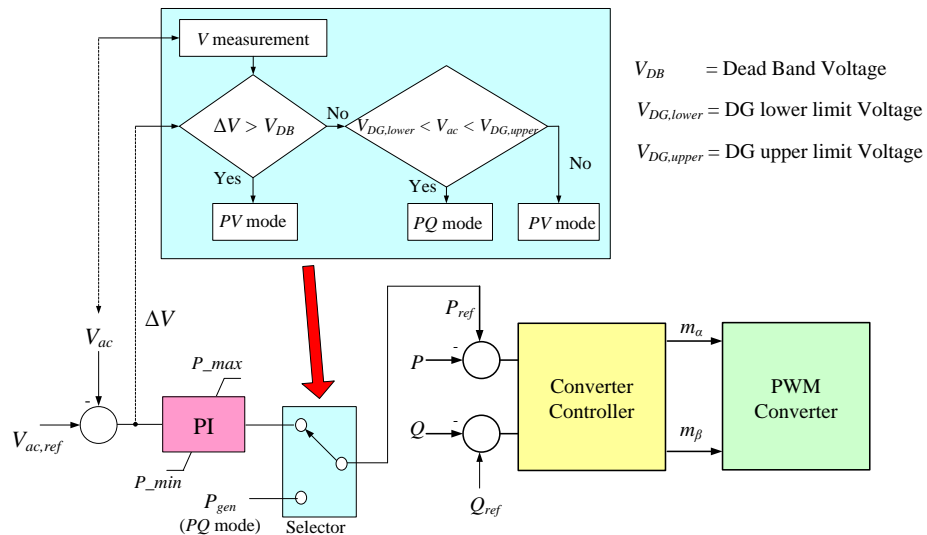 V measurement
ΔV > V_DB
No
V_DG,lower < V_ac < V_DG,upper
No
Yes
Yes
PV mode
PQ mode
PV mode
V_DB = Dead Band Voltage
V_DG,lower = DG lower limit Voltage
V_DG,upper = DG upper limit Voltage
V_ac
ΔV
P_max
PI
P_min
-
V_ac,ref
P_gen
(PQ mode)
Selector
P_ref
-
P
-
Q
Q_ref
Converter
Controller
m_α
m_β
PWM
Converter